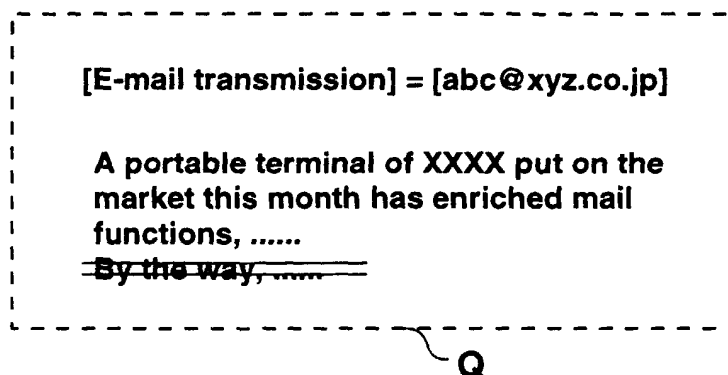 [E-mail transmission] = [abc@xyz.co.jp]
A portable terminal of XXXX put on the
market this month has enriched mail
functions, ......
By the way, ......
Q